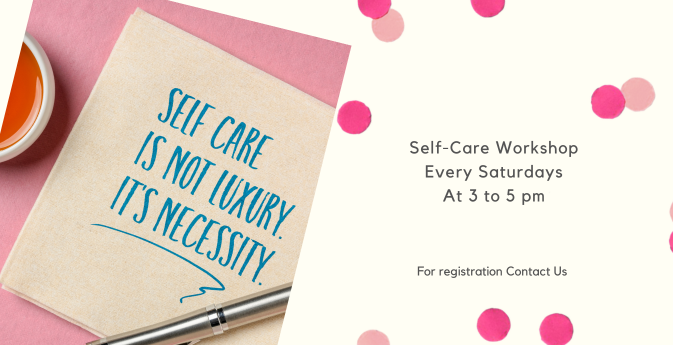 SELF CARE
IS NOT LUXURY.
IT'S NECESSITY.
Self-Care Workshop
Every Saturdays
At 3 to 5 pm
For registration Contact Us